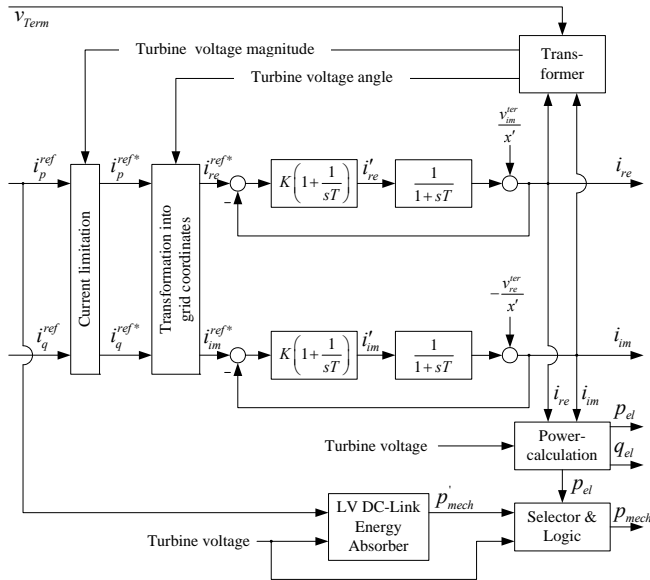 v_Term
Turbine voltage magnitude
Trans-
former
Turbine voltage angle
v_im^ter / x'
i_p^ref
i_p^ref*
i_re^ref*
K(1+1/sT)
i'_re
1/(1+sT)
i_re
-
Current limitation
Transformation into
grid coordinates
-v_re^ter / x'
i_q^ref
i_q^ref*
i_im^ref*
K(1+1/sT)
i'_im
1/(1+sT)
i_im
-
i_re
i_im
p_el
Turbine voltage
Power-
calculation
q_el
p_el
LV DC-Link
Energy
Absorber
p'_mech
Selector &
Logic
p_mech
Turbine voltage